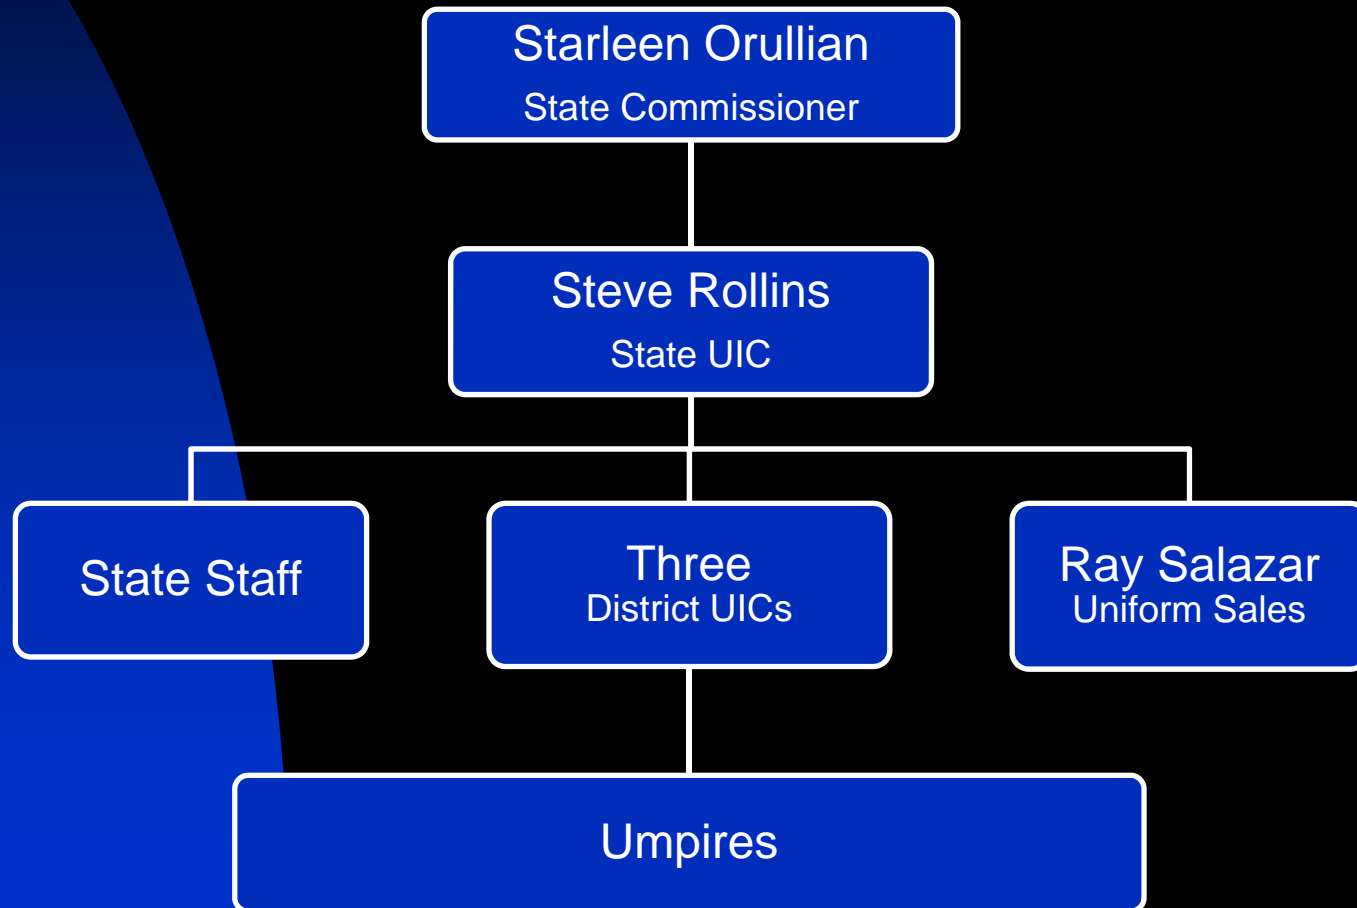 Starleen Orullian
State Commissioner
Steve Rollins
State UIC
State Staff
Three
District UICs
Ray Salazar
Uniform Sales
Umpires